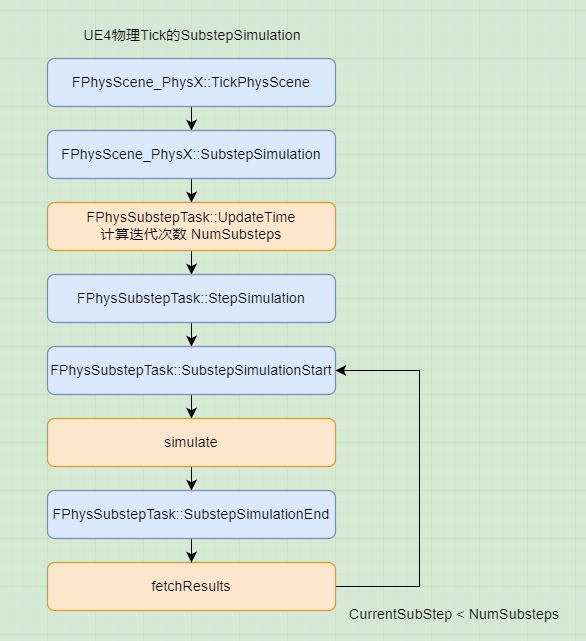 UE4物理Tick的SubstepSimulation
FPhysScene_PhysX::TickPhysScene
FPhysScene_PhysX::SubstepSimulation
FPhysSubstepTask::UpdateTime
计算迭代次数 NumSubsteps
FPhysSubstepTask::StepSimulation
FPhysSubstepTask::SubstepSimulationStart
simulate
FPhysSubstepTask::SubstepSimulationEnd
fetchResults
CurrentSubStep < NumSubsteps